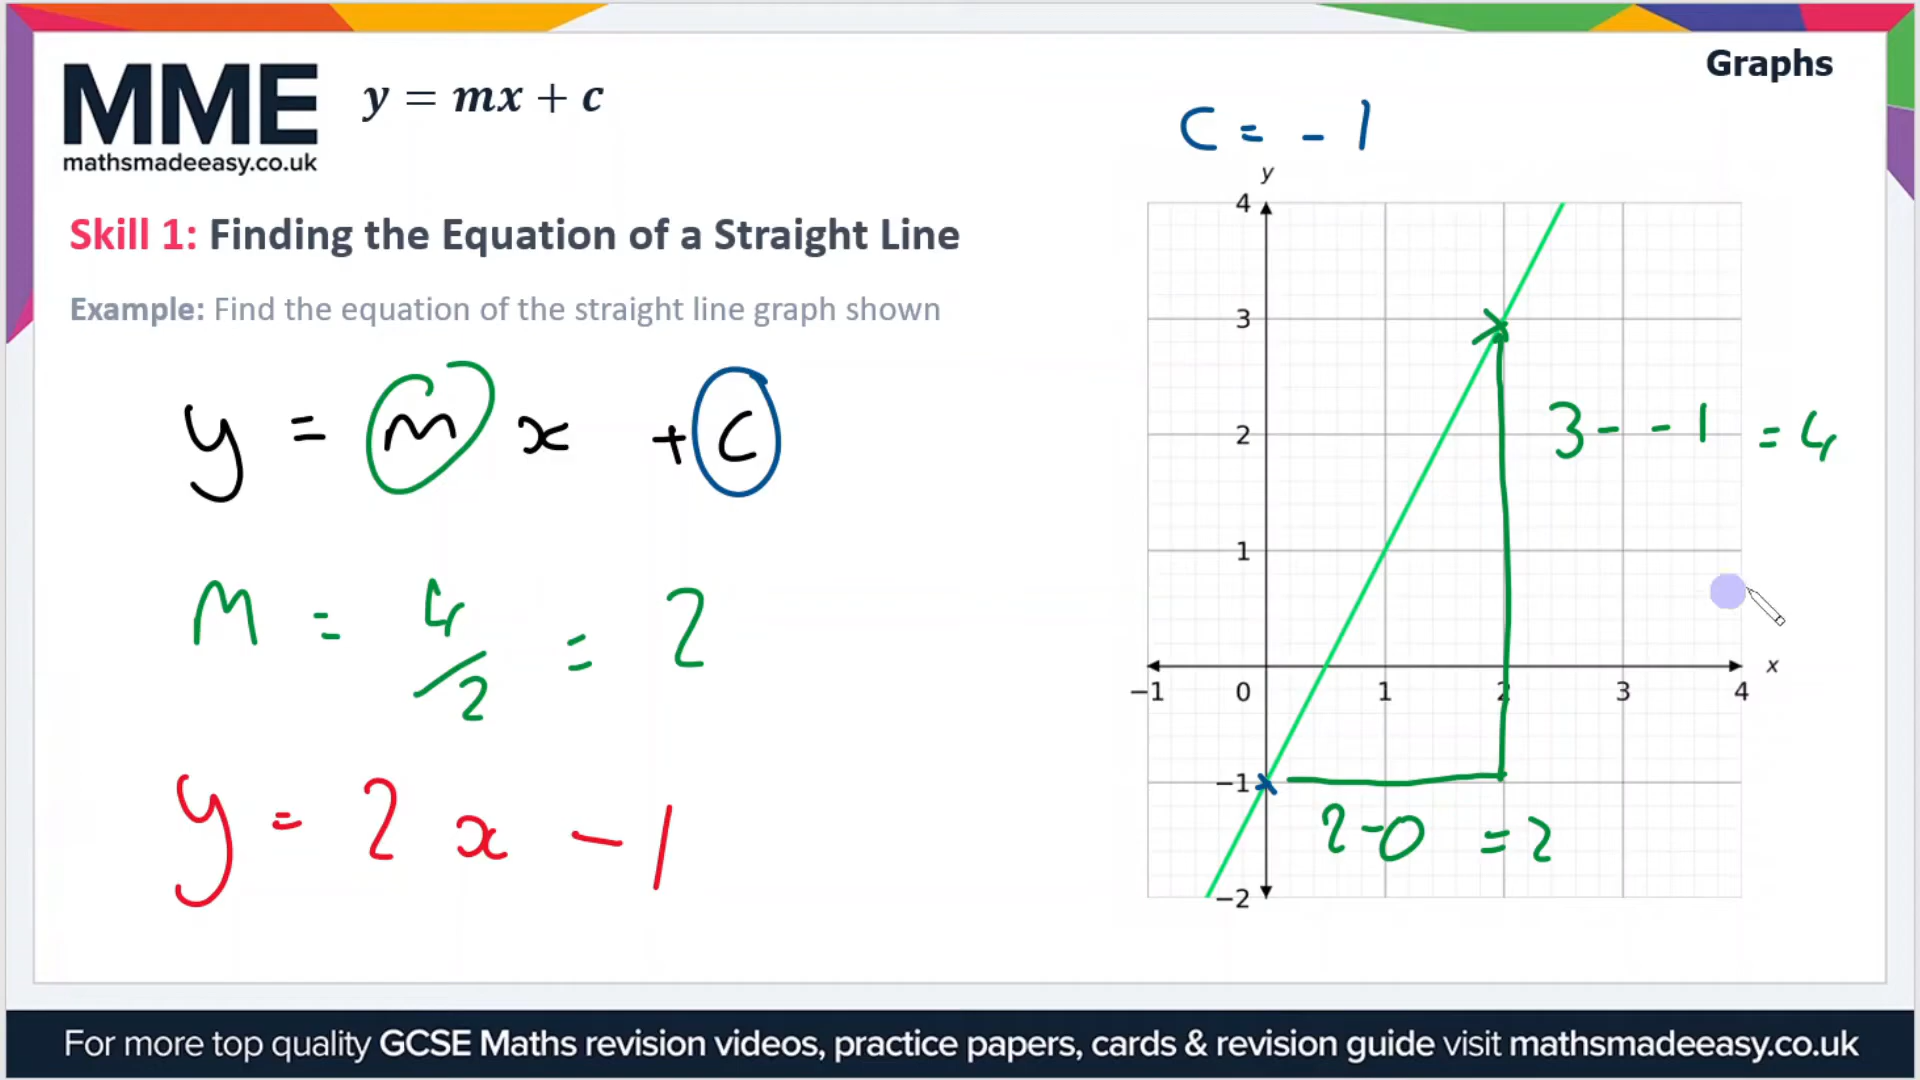 MME
mathsmadeeasy.co.uk
y = mx + c
Graphs
Skill 1: Finding the Equation of a Straight Line
Example: Find the equation of the straight line graph shown
y = m x + c
m = 4/2 = 2
y = 2x - 1
c = - 1
y
4
3
2
1
0
−1
−2
−1
1
2
3
4
x
3 - - 1 = 4
2 - 0 = 2
For more top quality GCSE Maths revision videos, practice papers, cards & revision guide visit mathsmadeeasy.co.uk